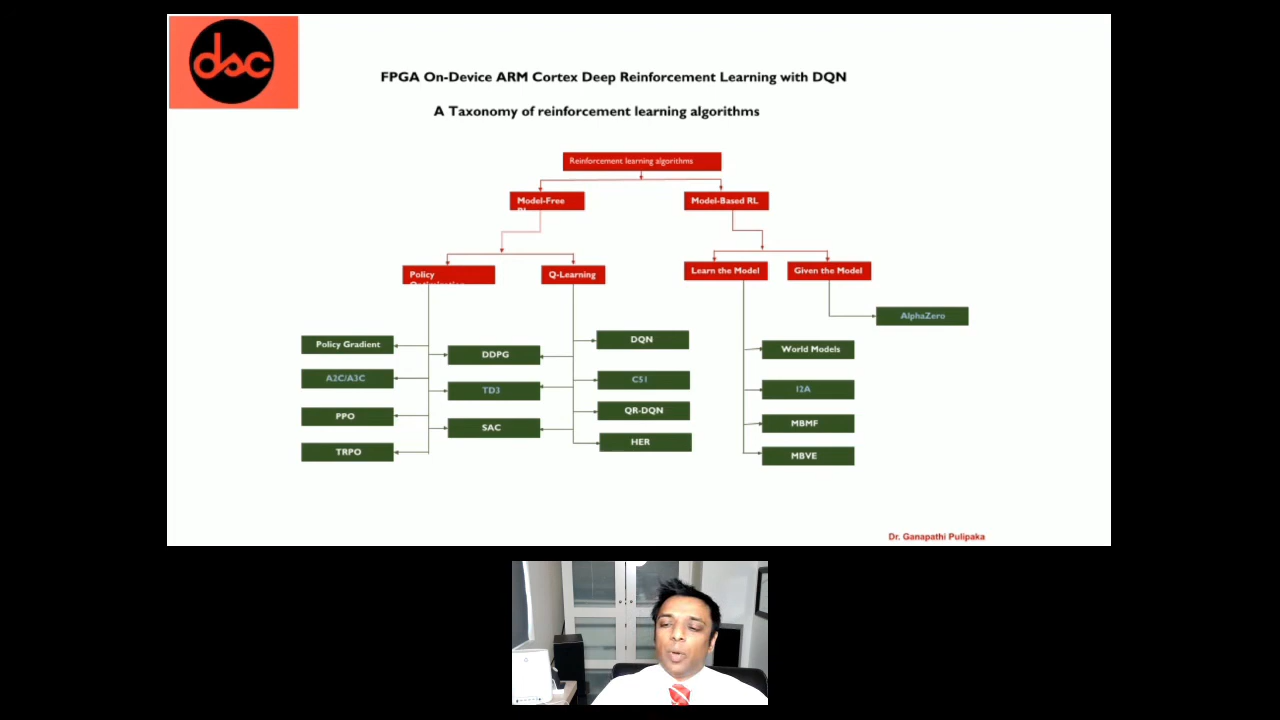 dsc
FPGA On-Device ARM Cortex Deep Reinforcement Learning with DQN
A Taxonomy of reinforcement learning algorithms
Reinforcement learning algorithms
Model-Free
RL
Model-Based RL
Policy
Optimization
Q-Learning
Learn the Model
Given the Model
AlphaZero
Policy Gradient
A2C/A3C
PPO
TRPO
DDPG
TD3
SAC
DQN
C51
QR-DQN
HER
World Models
I2A
MBMF
MBVE
Dr. Ganapathi Pulipaka